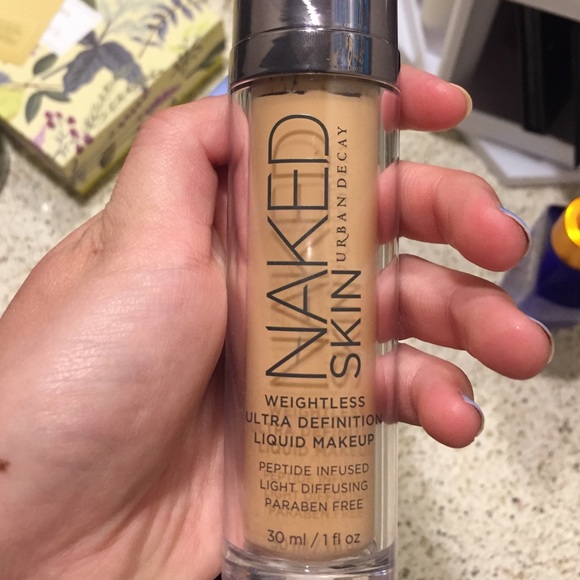 NAKED
SKIN
URBAN DECAY
WEIGHTLESS
ULTRA DEFINITION
LIQUID MAKEUP
PEPTIDE INFUSED
LIGHT DIFFUSING
PARABEN FREE
30 ml / 1 fl oz